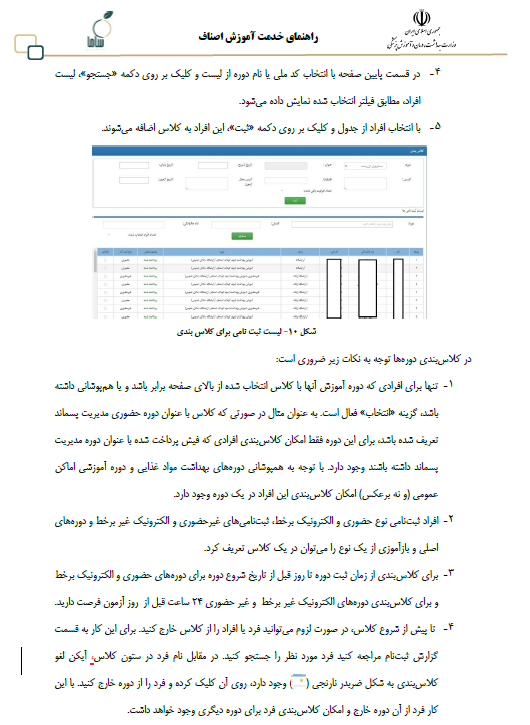 جمهوری اسلامی ایران
وزارت بهداشت، درمان و آموزش پزشکی
راهنمای خدمت آموزش اصناف
ساما
۴- در قسمت پایین صفحه با انتخاب کد ملی یا نام دوره از لیست و کلیک بر روی دکمه «جستجو»، لیست
افراد، مطابق فیلتر انتخاب شده نمایش داده می‌شود.
۵- با انتخاب افراد از جدول و کلیک بر روی دکمه «ثبت»، این افراد به کلاس اضافه می‌شوند.
شکل ۱۰- لیست ثبت نامی برای کلاس بندی
در کلاس‌بندی دوره‌ها توجه به نکات زیر ضروری است:
۱- تنها برای افرادی که دوره آموزش آنها با کلاس انتخاب شده از بالای صفحه برابر باشد و یا هم‌پوشانی داشته
باشد، گزینه «انتخاب» فعال است. به عنوان مثال در صورتی که کلاس با عنوان دوره حضوری مدیریت پسماند
تعریف شده باشد، برای این دوره فقط امکان کلاس‌بندی افرادی که فیش پرداخت شده با عنوان دوره مدیریت
پسماند داشته باشند وجود دارد. با توجه به همپوشانی دوره‌های بهداشت مواد غذایی و دوره آموزشی اماکن
عمومی (و نه برعکس) امکان کلاس‌بندی این افراد در یک دوره وجود دارد.
۲- افراد ثبت‌نامی نوع حضوری و الکترونیک برخط، ثبت‌نامی‌های غیرحضوری و الکترونیک غیر برخط و دوره‌های
اصلی و بازآموزی از یک نوع را می‌توان در یک کلاس تعریف کرد.
۳- برای کلاس‌بندی از زمان ثبت دوره تا روز قبل از تاریخ شروع دوره برای دوره‌های حضوری و الکترونیک برخط
و برای کلاس‌بندی دوره‌های الکترونیک غیر برخط و غیر حضوری ۲۴ ساعت قبل از روز آزمون فرصت دارید.
۴- تا پیش از شروع کلاس، در صورت لزوم می‌توانید فرد یا افراد را از کلاس خارج کنید. برای این کار به قسمت
گزارش ثبت‌نام مراجعه کنید فرد مورد نظر را جستجو کنید. در مقابل نام فرد در ستون کلاس، آیکن لغو
کلاس‌بندی به شکل ضربدر نارنجی () وجود دارد، روی آن کلیک کرده و فرد را از دوره خارج کنید. با این
کار فرد از آن دوره خارج و امکان کلاس‌بندی فرد برای دوره دیگری وجود خواهد داشت.